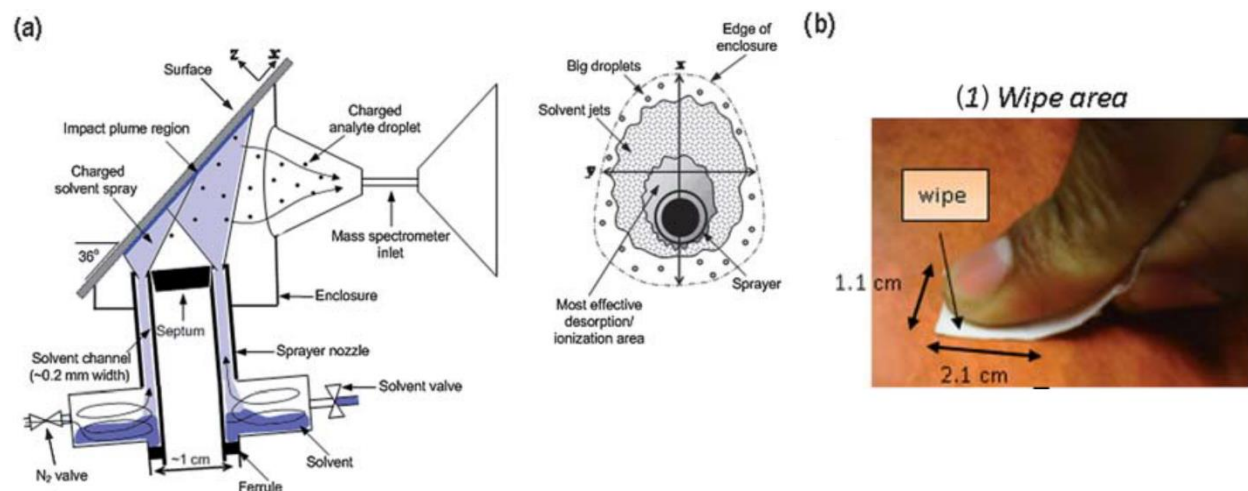 (a)
z
x
Surface
Impact plume region
Charged
solvent spray
36°
Charged
analyte droplet
Mass spectrometer
inlet
Enclosure
Septum
Solvent channel
(~0.2 mm width)
Sprayer nozzle
Solvent valve
N2 valve
~1 cm
Solvent
Ferrule
Edge of
enclosure
Big droplets
Solvent jets
x
y
Sprayer
Most effective
desorption/
ionization area
(b)
(1) Wipe area
wipe
1.1 cm
2.1 cm